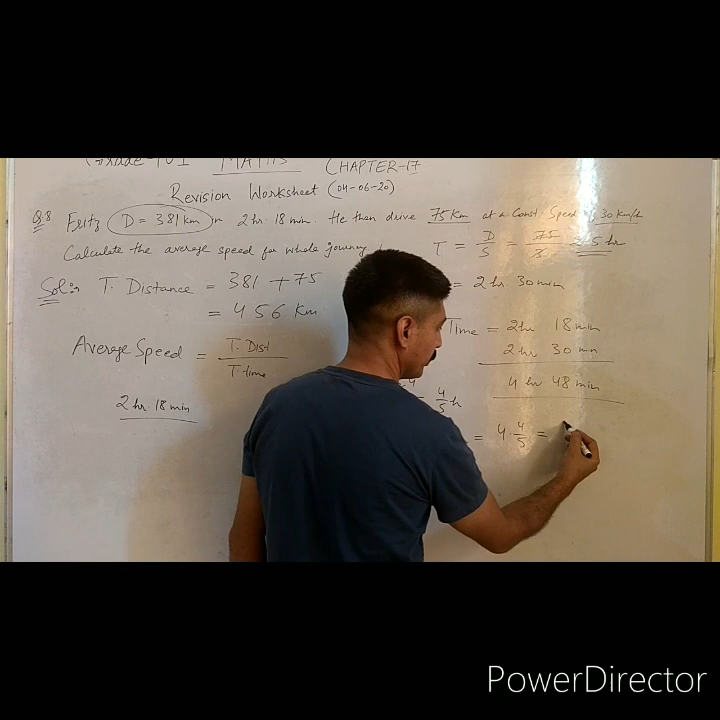 MATHS CHAPTER-17
Revision Worksheet (04-06-20)
Q.8 Fritz D = 381 km in 2 hr. 18 min. He then drive 75 Km at a Const. Speed of 30 km/h
Calculate the average speed for whole journey.
T = D/S = 75/ 2.5 hr
Sol:- T. Distance = 381 + 75
= 2 hr 30 min
= 456 Km
Time = 2 hr 18 min
2 hr 30 min
Average Speed = T. Dist / T. time
4 hr 48 min
2 hr. 18 min
4/5 h
= 4 4/5 =
PowerDirector